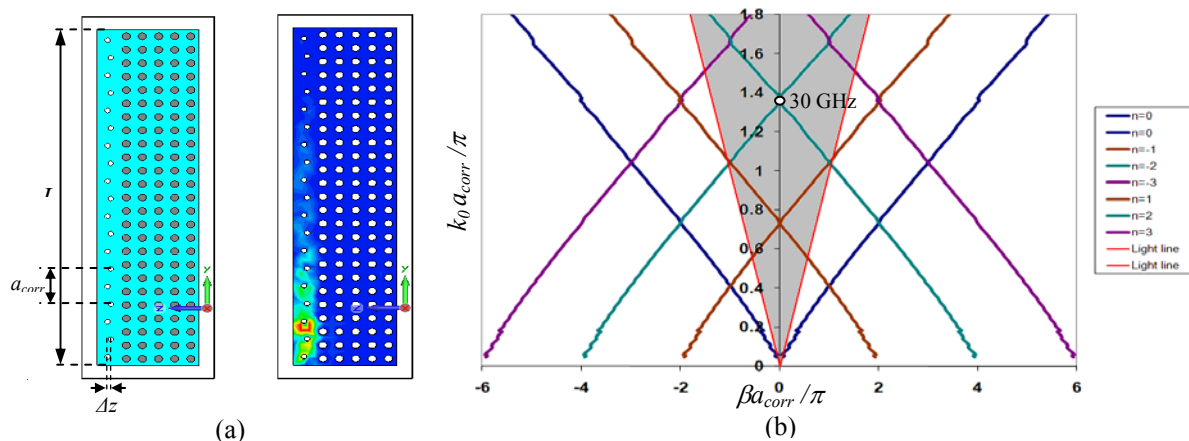 a_corr
Δz
Y
Z
Y
(a)
k_0 a_corr /π
1.8
1.6
1.4
1.2
1
0.8
0.6
0.4
0.2
0
-6
-4
-2
0
2
4
6
30 GHz
βa_corr /π
(b)
n=0
n=0
n=-1
n=-2
n=-3
n=1
n=2
n=3
Light line
Light line